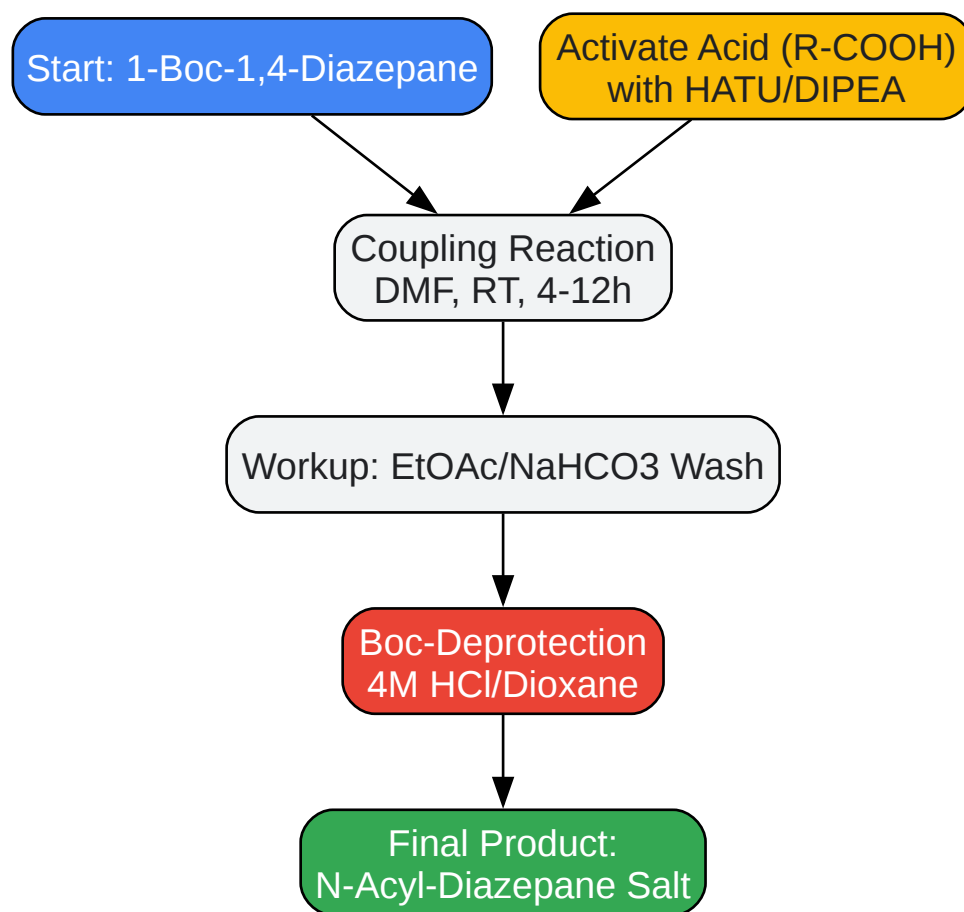 Start: 1-Boc-1,4-Diazepane
Activate Acid (R-COOH)
with HATU/DIPEA
Coupling Reaction
DMF, RT, 4-12h
Workup: EtOAc/NaHCO3 Wash
Boc-Deprotection
4M HCl/Dioxane
Final Product:
N-Acyl-Diazepane Salt